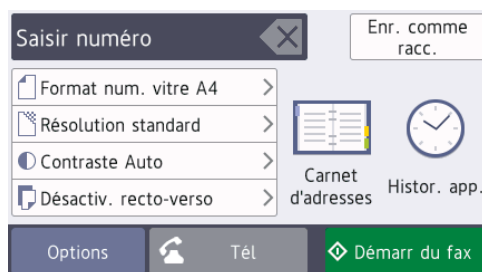 Saisir numéro
Enr. comme
racc.
Format num. vitre A4
Résolution standard
Contraste Auto
Désactiv. recto-verso
Carnet
d'adresses
Histor. app.
Options
Tél
Démarr du fax